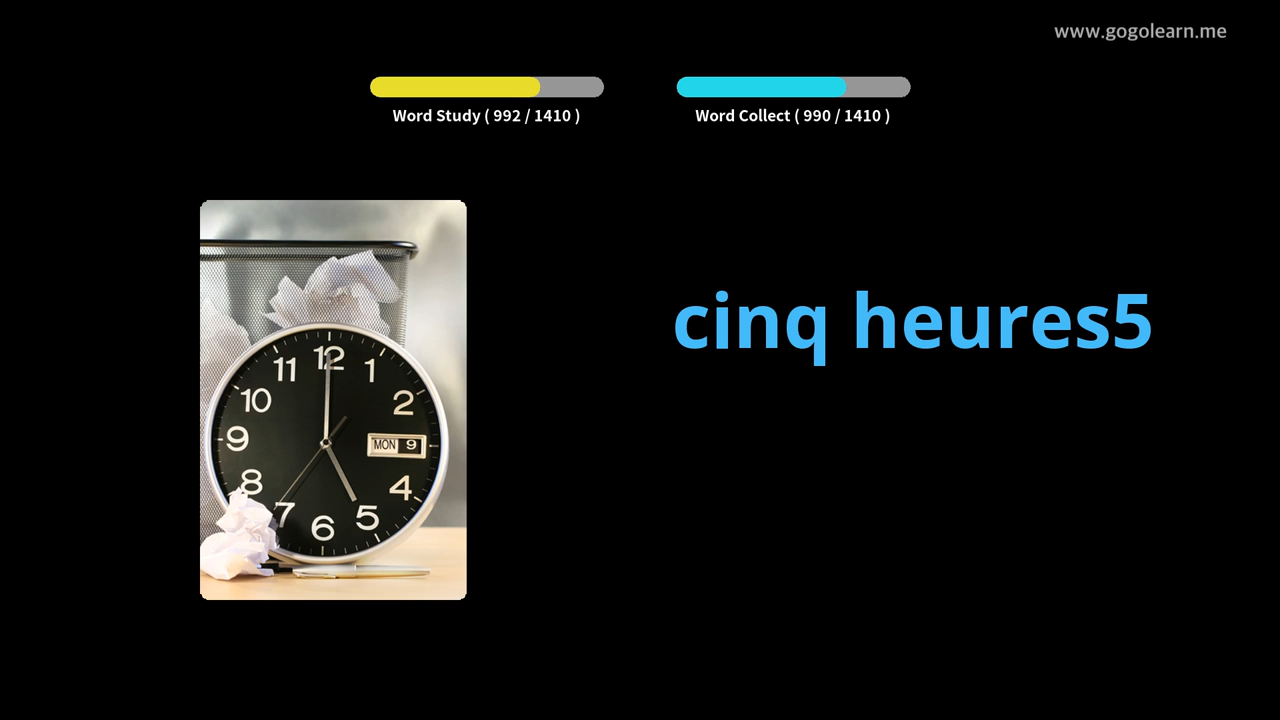 www.gogolearn.me
Word Study ( 992 / 1410 )
Word Collect ( 990 / 1410 )
cinq heures5
12
11
1
10
2
9
MON 9
8
4
7
5
6